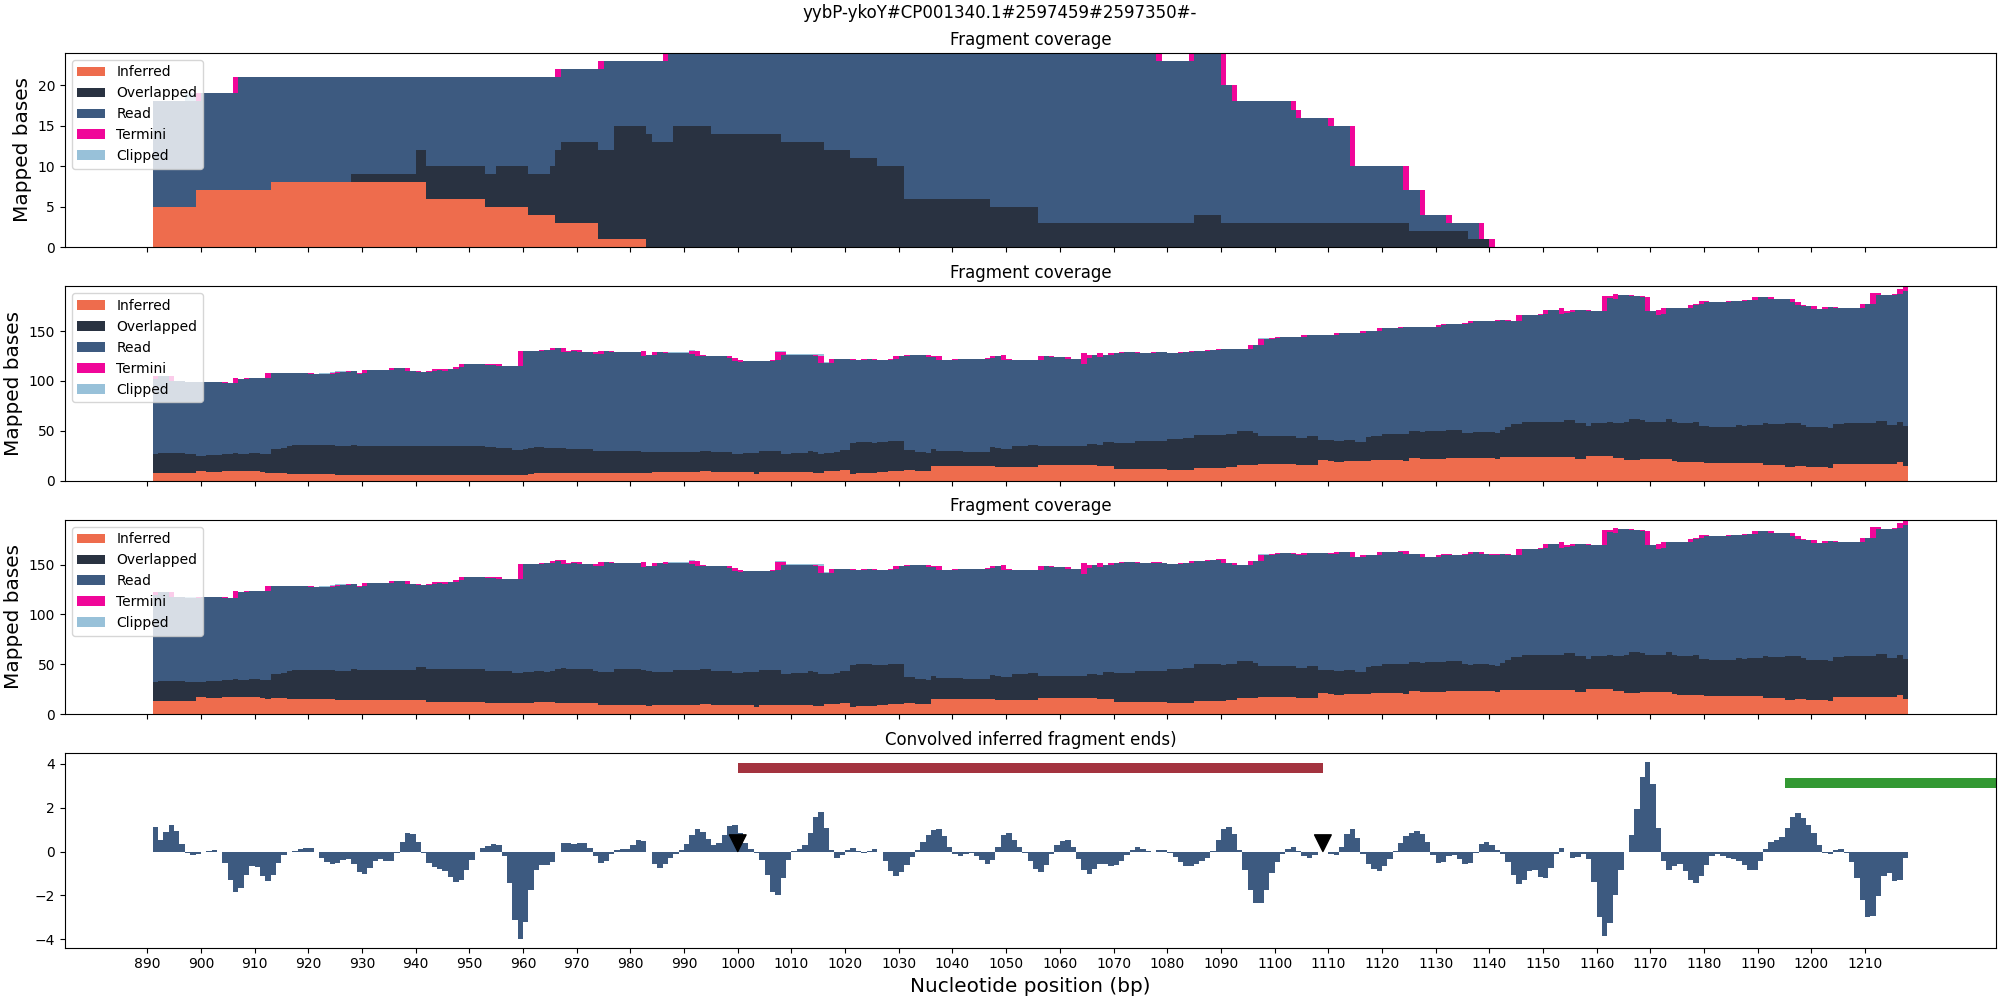 yybP-ykoY#CP001340.1#2597459#2597350#-
Fragment coverage
Mapped bases
20
15
10
5
0
Inferred
Overlapped
Read
Termini
Clipped
Fragment coverage
Mapped bases
150
100
50
0
Inferred
Overlapped
Read
Termini
Clipped
Fragment coverage
Mapped bases
150
100
50
0
Inferred
Overlapped
Read
Termini
Clipped
Convolved inferred fragment ends)
4
2
0
−2
−4
890 900 910 920 930 940 950 960 970 980 990 1000 1010 1020 1030 1040 1050 1060 1070 1080 1090 1100 1110 1120 1130 1140 1150 1160 1170 1180 1190 1200 1210
Nucleotide position (bp)